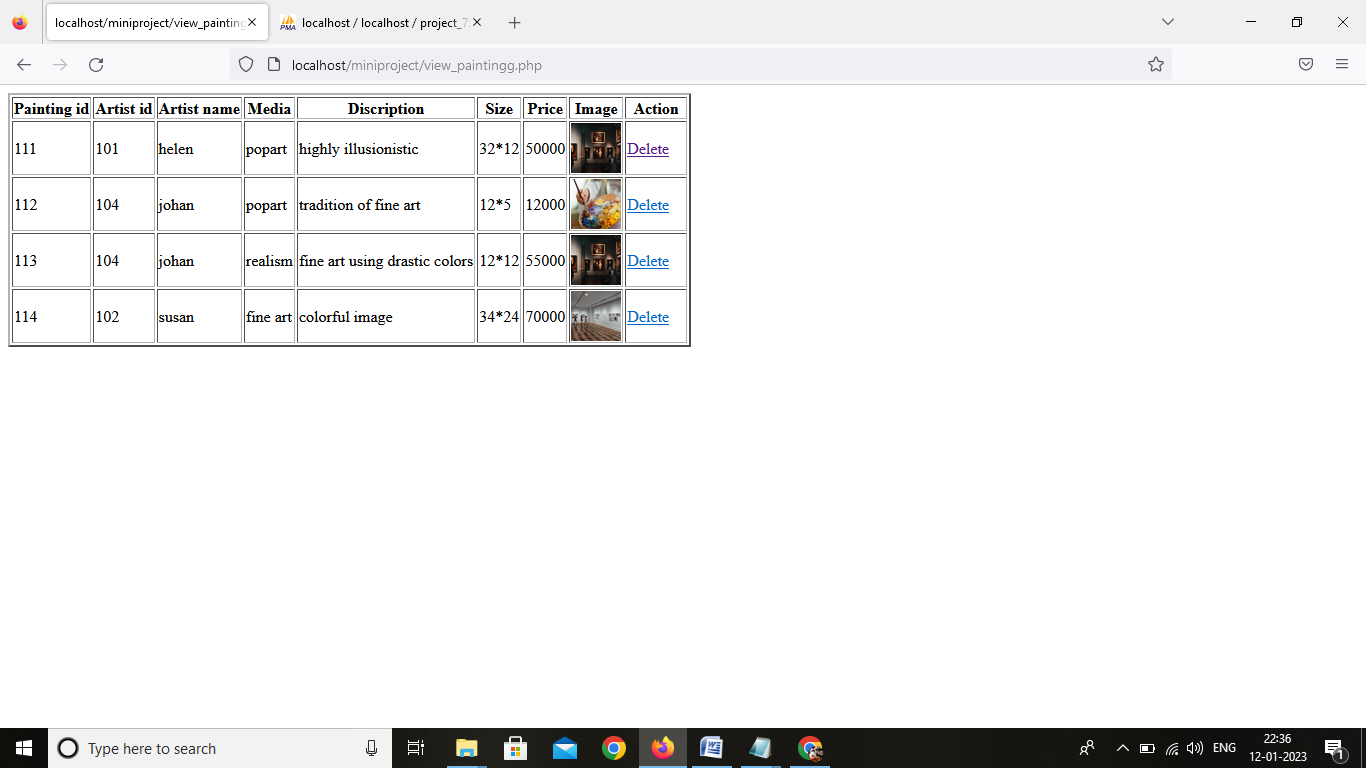 localhost/miniproject/view_painting
localhost / localhost / project_7
PMA
localhost/miniproject/view_paintingg.php
Painting id Artist id Artist name Media Discription Size Price Image Action
111 101 helen popart highly illusionistic 32*12 50000 Delete
112 104 johan popart tradition of fine art 12*5 12000 Delete
113 104 johan realism fine art using drastic colors 12*12 55000 Delete
114 102 susan fine art colorful image 34*24 70000 Delete
Type here to search
ENG
22:36
12-01-2023
1